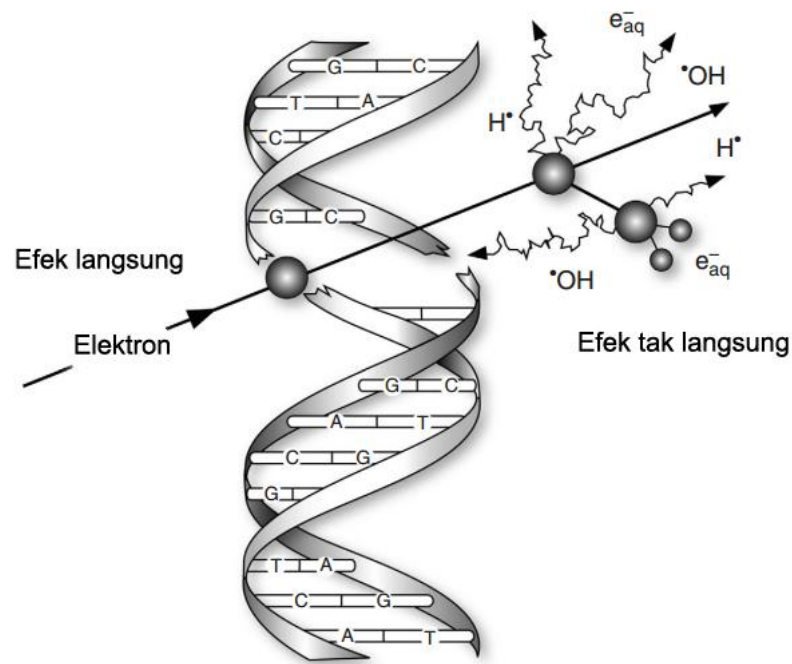 e⁻aq
G C
•OH
T A
H•
C
H•
G C
Efek langsung
•OH
e⁻aq
Elektron
Efek tak langsung
G C
A T
C G
G
T A
C G
A T